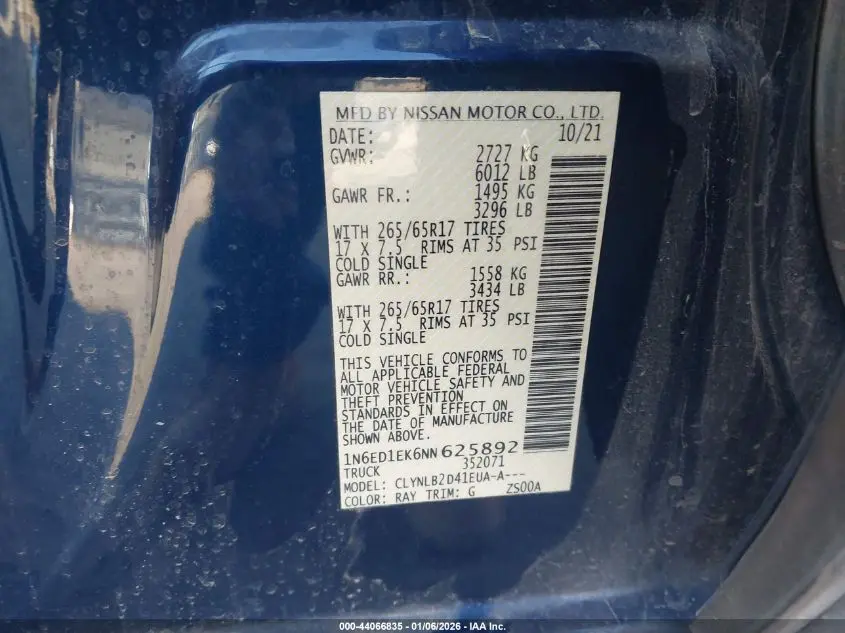 MFD BY NISSAN MOTOR CO., LTD.
DATE: 10/21
GVWR: 2727 KG
6012 LB
GAWR FR.: 1495 KG
3296 LB
WITH 265/65R17 TIRES
17 X 7.5 RIMS AT 35 PSI
COLD SINGLE
GAWR RR.: 1558 KG
3434 LB
WITH 265/65R17 TIRES
17 X 7.5 RIMS AT 35 PSI
COLD SINGLE
THIS VEHICLE CONFORMS TO
ALL APPLICABLE FEDERAL
MOTOR VEHICLE SAFETY AND
THEFT PREVENTION
STANDARDS IN EFFECT ON
THE DATE OF MANUFACTURE
SHOWN ABOVE.
1N6ED1EK6NN625892
TRUCK 352071
MODEL: CLYNLB2D41EUA-A---
COLOR: RAY TRIM: G ZS00A
000-44066835 - 01/06/2026 - IAA Inc.